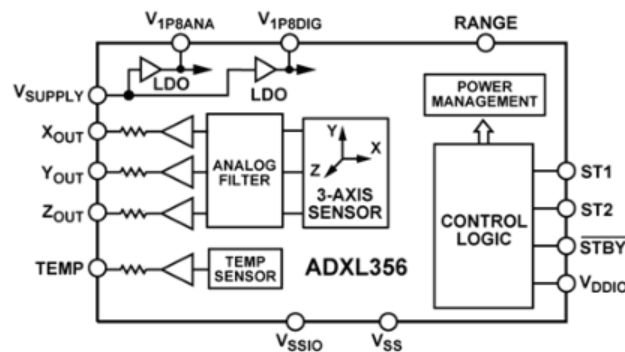 V1P8ANA
V1P8DIG
RANGE
LDO
LDO
POWER
MANAGEMENT
VSUPPLY
XOUT
YOUT
ZOUT
ANALOG
FILTER
Y
X
Z
3-AXIS
SENSOR
CONTROL
LOGIC
ST1
ST2
STBY
VDDIO
TEMP
TEMP
SENSOR
ADXL356
VSSIO
VSS